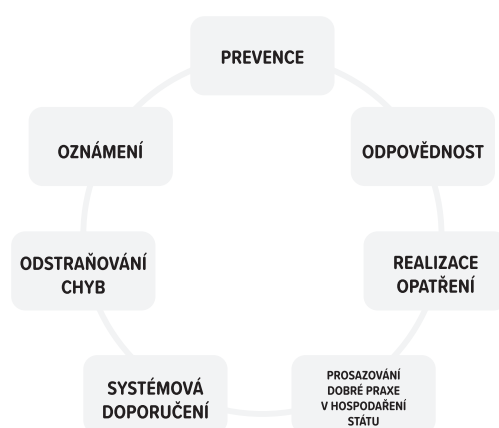 PREVENCE
OZNÁMENÍ
ODPOVĚDNOST
ODSTRAŇOVÁNÍ
CHYB
REALIZACE
OPATŘENÍ
SYSTÉMOVÁ
DOPORUČENÍ
PROSAZOVÁNÍ
DOBRÉ PRAXE
V HOSPODAŘENÍ
STÁTU